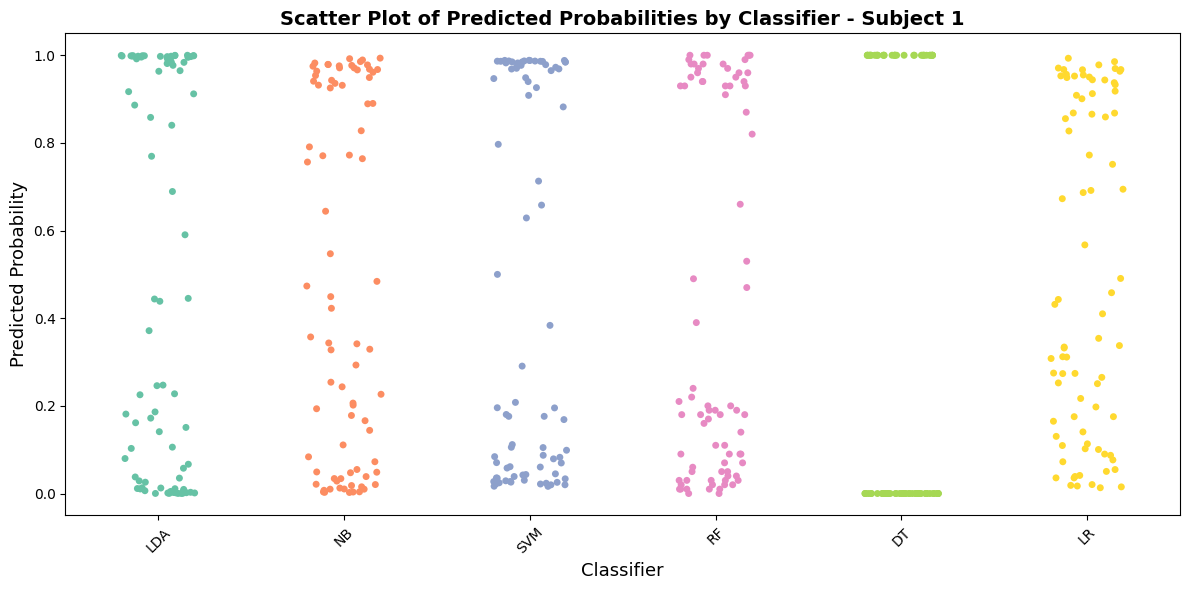 Scatter Plot of Predicted Probabilities by Classifier - Subject 1
Predicted Probability
1.0
0.8
0.6
0.4
0.2
0.0
LDA
NB
SVM
RF
DT
LR
Classifier